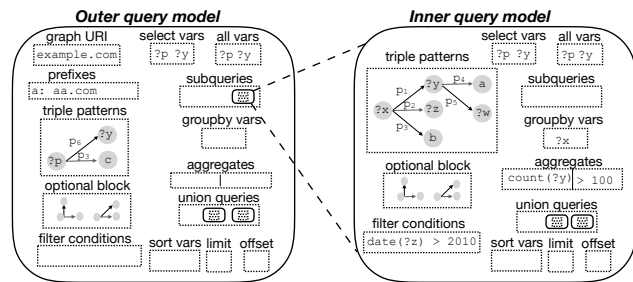 Outer query model
graph URI
example.com
select vars
?p ?y
all vars
?p ?y
prefixes
a: aa.com
subqueries
triple patterns
?p
p6
?y
p3
c
groupby vars
aggregates
optional block
union queries
filter conditions
sort vars
limit
offset
Inner query model
select vars
?p ?y
all vars
?p ?y
triple patterns
?x
p1
?y
p4
a
p2
?z
p5
?w
p3
b
subqueries
groupby vars
?x
aggregates
count(?y) > 100
optional block
union queries
filter conditions
date(?z) > 2010
sort vars
limit
offset